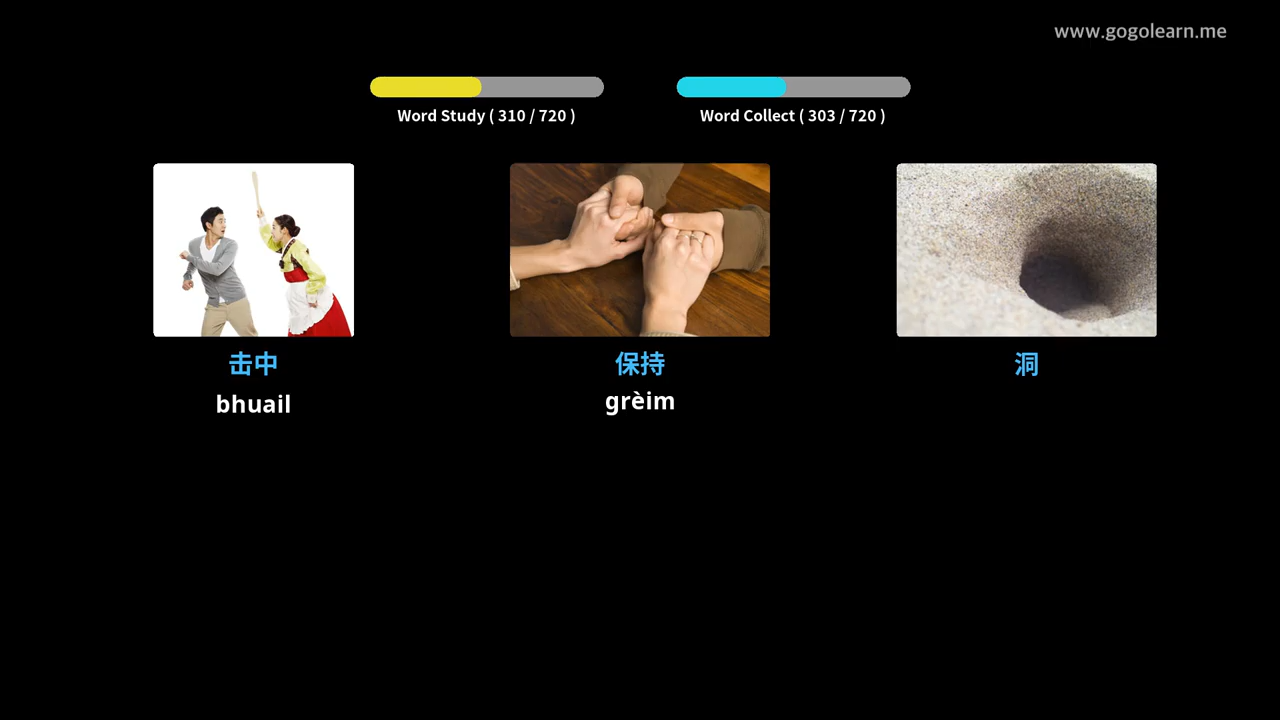 www.gogolearn.me
Word Study ( 310 / 720 )
Word Collect ( 303 / 720 )
击中
保持
洞
bhuail
grèim